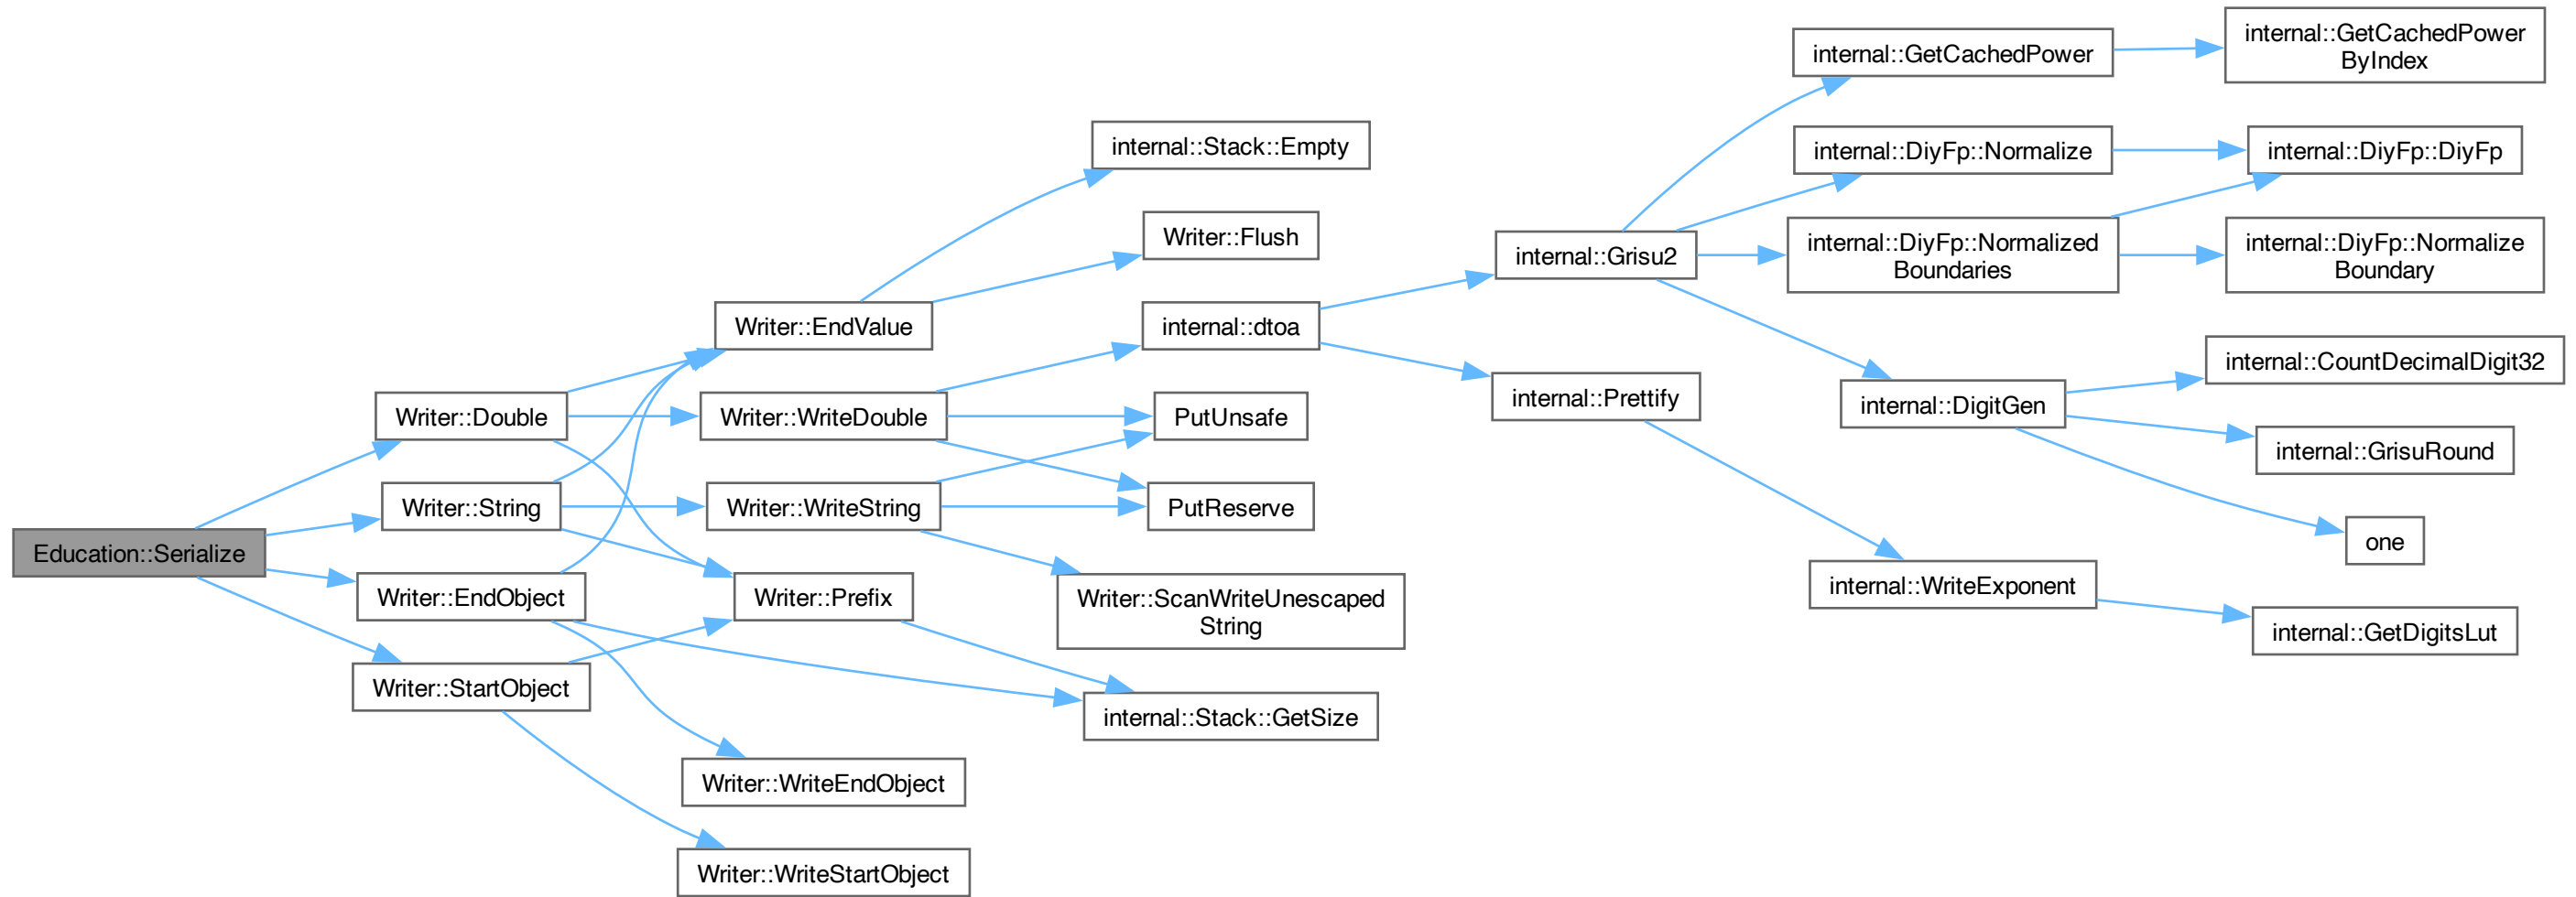 Education::Serialize
Writer::Double
Writer::String
Writer::EndObject
Writer::StartObject
Writer::EndValue
Writer::WriteDouble
Writer::WriteString
Writer::Prefix
Writer::WriteEndObject
Writer::WriteStartObject
internal::Stack::Empty
Writer::Flush
internal::dtoa
PutUnsafe
PutReserve
Writer::ScanWriteUnescaped
String
internal::Stack::GetSize
internal::Grisu2
internal::Prettify
internal::GetCachedPower
internal::DiyFp::Normalize
internal::DiyFp::Normalized
Boundaries
internal::DigitGen
internal::WriteExponent
internal::GetCachedPower
ByIndex
internal::DiyFp::DiyFp
internal::DiyFp::Normalize
Boundary
internal::CountDecimalDigit32
internal::GrisuRound
one
internal::GetDigitsLut